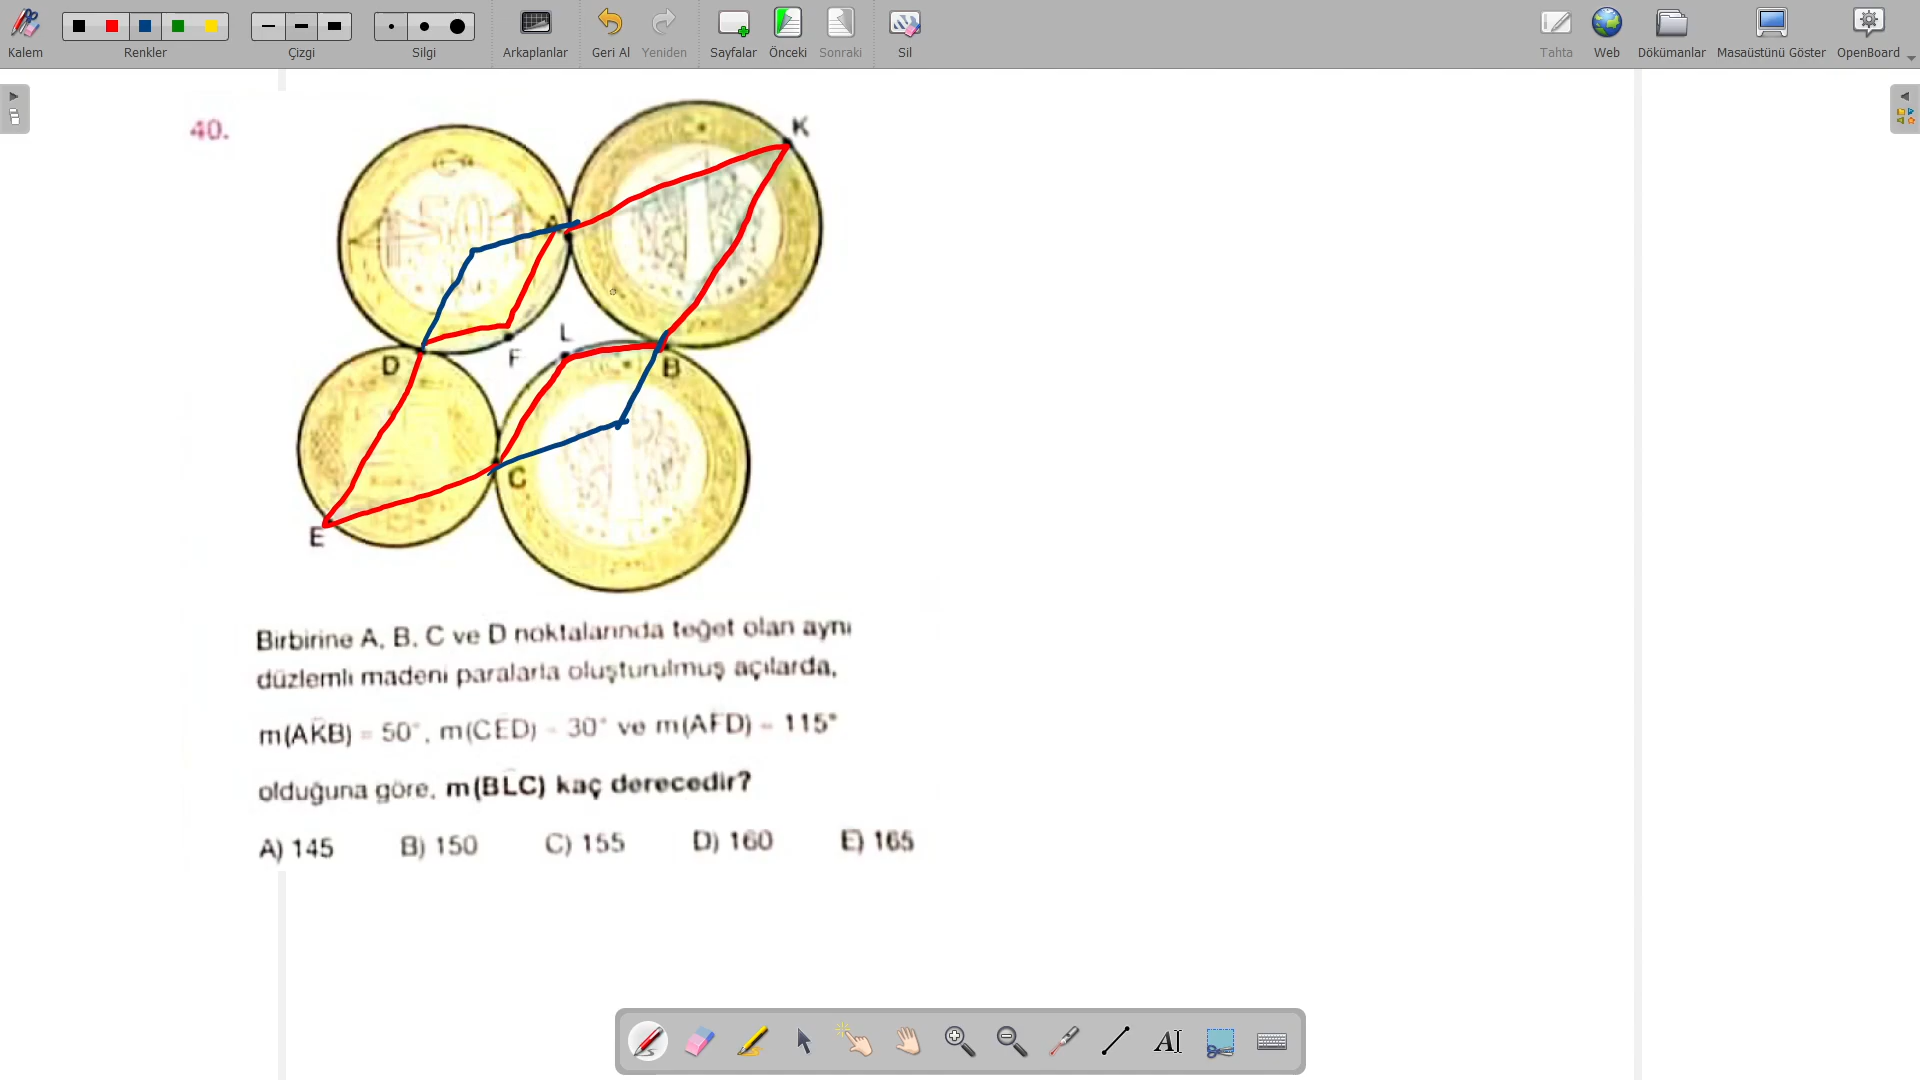 Kalem
Renkler
Çizgi
Silgi
Arkaplanlar
Geri Al
Yeniden
Sayfalar
Önceki
Sonraki
Sil
Tahta
Web
Dökümanlar
Masaüstünü Göster
OpenBoard
40.
K
50
1
A
L
F
D
B
C
E
Birbirine A, B, C ve D noktalarında teğet olan aynı
düzlemli madeni paralarla oluşturulmuş açılarda,
m(AKB) = 50°, m(CED) = 30° ve m(AFD) = 115°
olduğuna göre, m(BLC) kaç derecedir?
A) 145 B) 150 C) 155 D) 160 E) 165